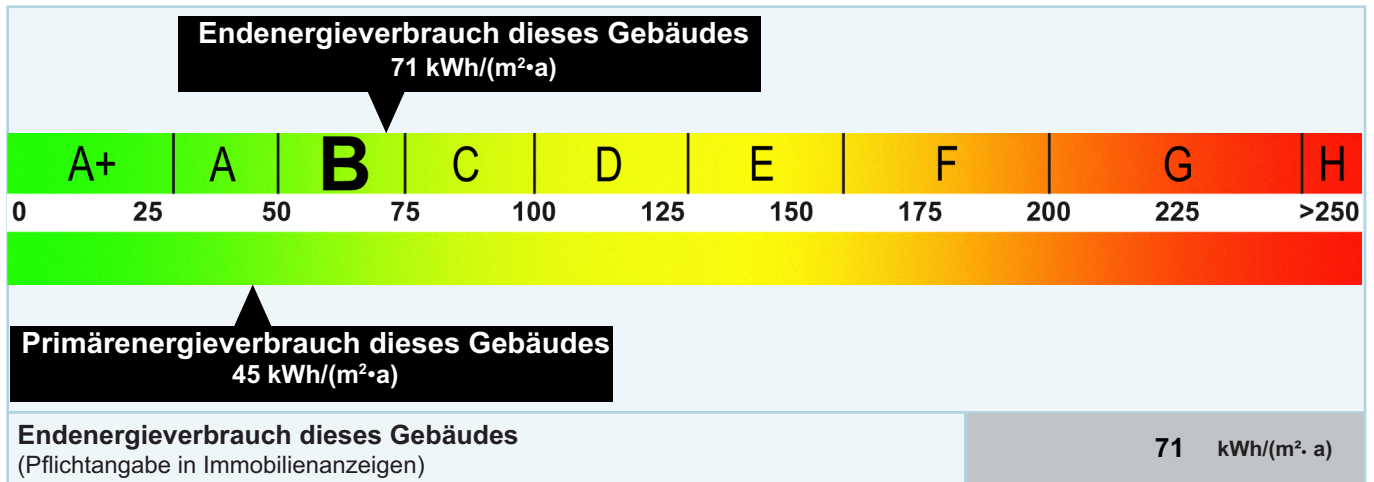 Endenergieverbrauch dieses Gebäudes
71 kWh/(m²•a)
A+ A B C D E F G H
0 25 50 75 100 125 150 175 200 225 >250
Primärenergieverbrauch dieses Gebäudes
45 kWh/(m²•a)
Endenergieverbrauch dieses Gebäudes
71 kWh/(m²· a)
(Pflichtangabe in Immobilienanzeigen)